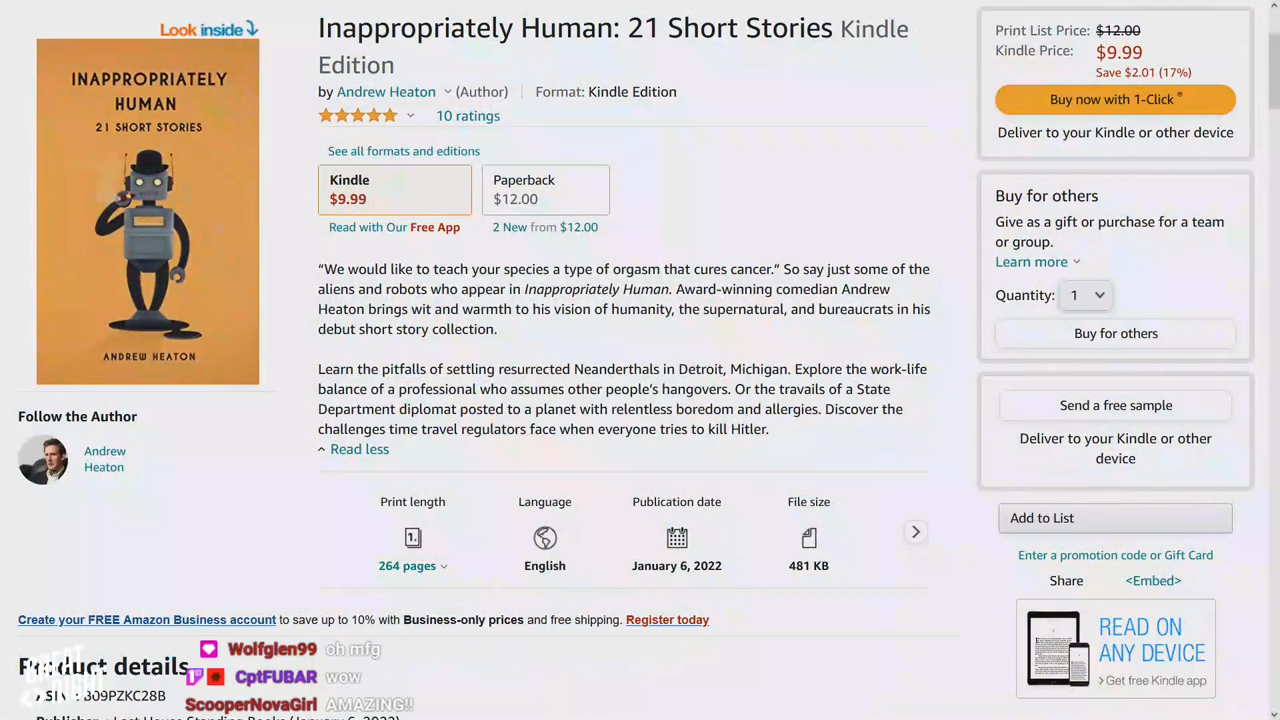 Look inside
INAPPROPRIATELY
HUMAN
21 SHORT STORIES
ANDREW HEATON
Follow the Author
Andrew
Heaton
Inappropriately Human: 21 Short Stories Kindle
Edition
by Andrew Heaton (Author) Format: Kindle Edition
10 ratings
See all formats and editions
Kindle
$9.99
Paperback
$12.00
Read with Our Free App
2 New from $12.00
“We would like to teach your species a type of orgasm that cures cancer.” So say just some of the
aliens and robots who appear in Inappropriately Human. Award-winning comedian Andrew
Heaton brings wit and warmth to his vision of humanity, the supernatural, and bureaucrats in his
debut short story collection.
Learn the pitfalls of settling resurrected Neanderthals in Detroit, Michigan. Explore the work-life
balance of a professional who assumes other people’s hangovers. Or the travails of a State
Department diplomat posted to a planet with relentless boredom and allergies. Discover the
challenges time travel regulators face when everyone tries to kill Hitler.
Read less
Print length
1.
264 pages
Language
English
Publication date
January 6, 2022
File size
481 KB
Print List Price: $12.00
Kindle Price: $9.99
Save $2.01 (17%)
Buy now with 1-Click ®
Deliver to your Kindle or other device
Buy for others
Give as a gift or purchase for a team
or group.
Learn more
Quantity: 1
Buy for others
Send a free sample
Deliver to your Kindle or other
device
Add to List
Enter a promotion code or Gift Card
Share <Embed>
READ ON
ANY DEVICE
> Get free Kindle app
Create your FREE Amazon Business account to save up to 10% with Business-only prices and free shipping. Register today
Product details
Wolfglen99 oh mfg
CptFUBAR wow
B09PZKC28B
ScooperNovaGirl AMAZING!!